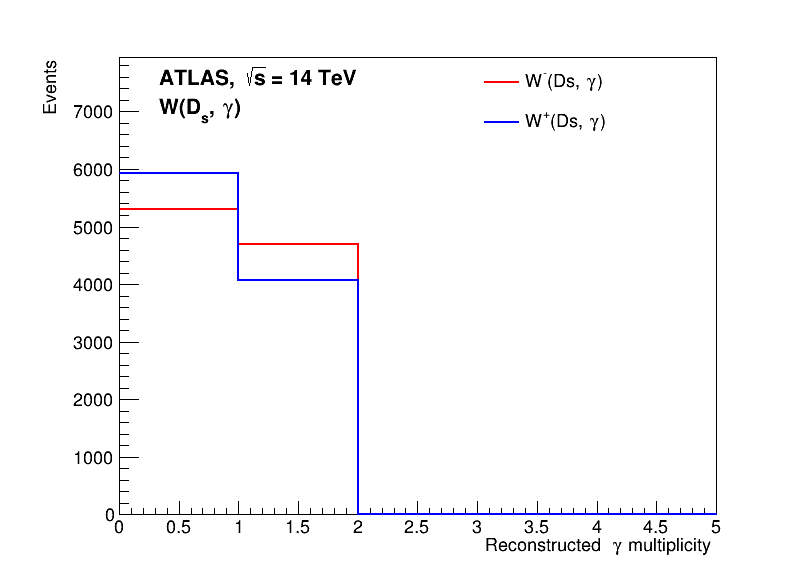 Events
ATLAS, √s = 14 TeV
W(Ds, γ)
W-(Ds, γ)
W+(Ds, γ)
7000
6000
5000
4000
3000
2000
1000
0
0 0.5 1 1.5 2 2.5 3 3.5 4 4.5 5
Reconstructed γ multiplicity